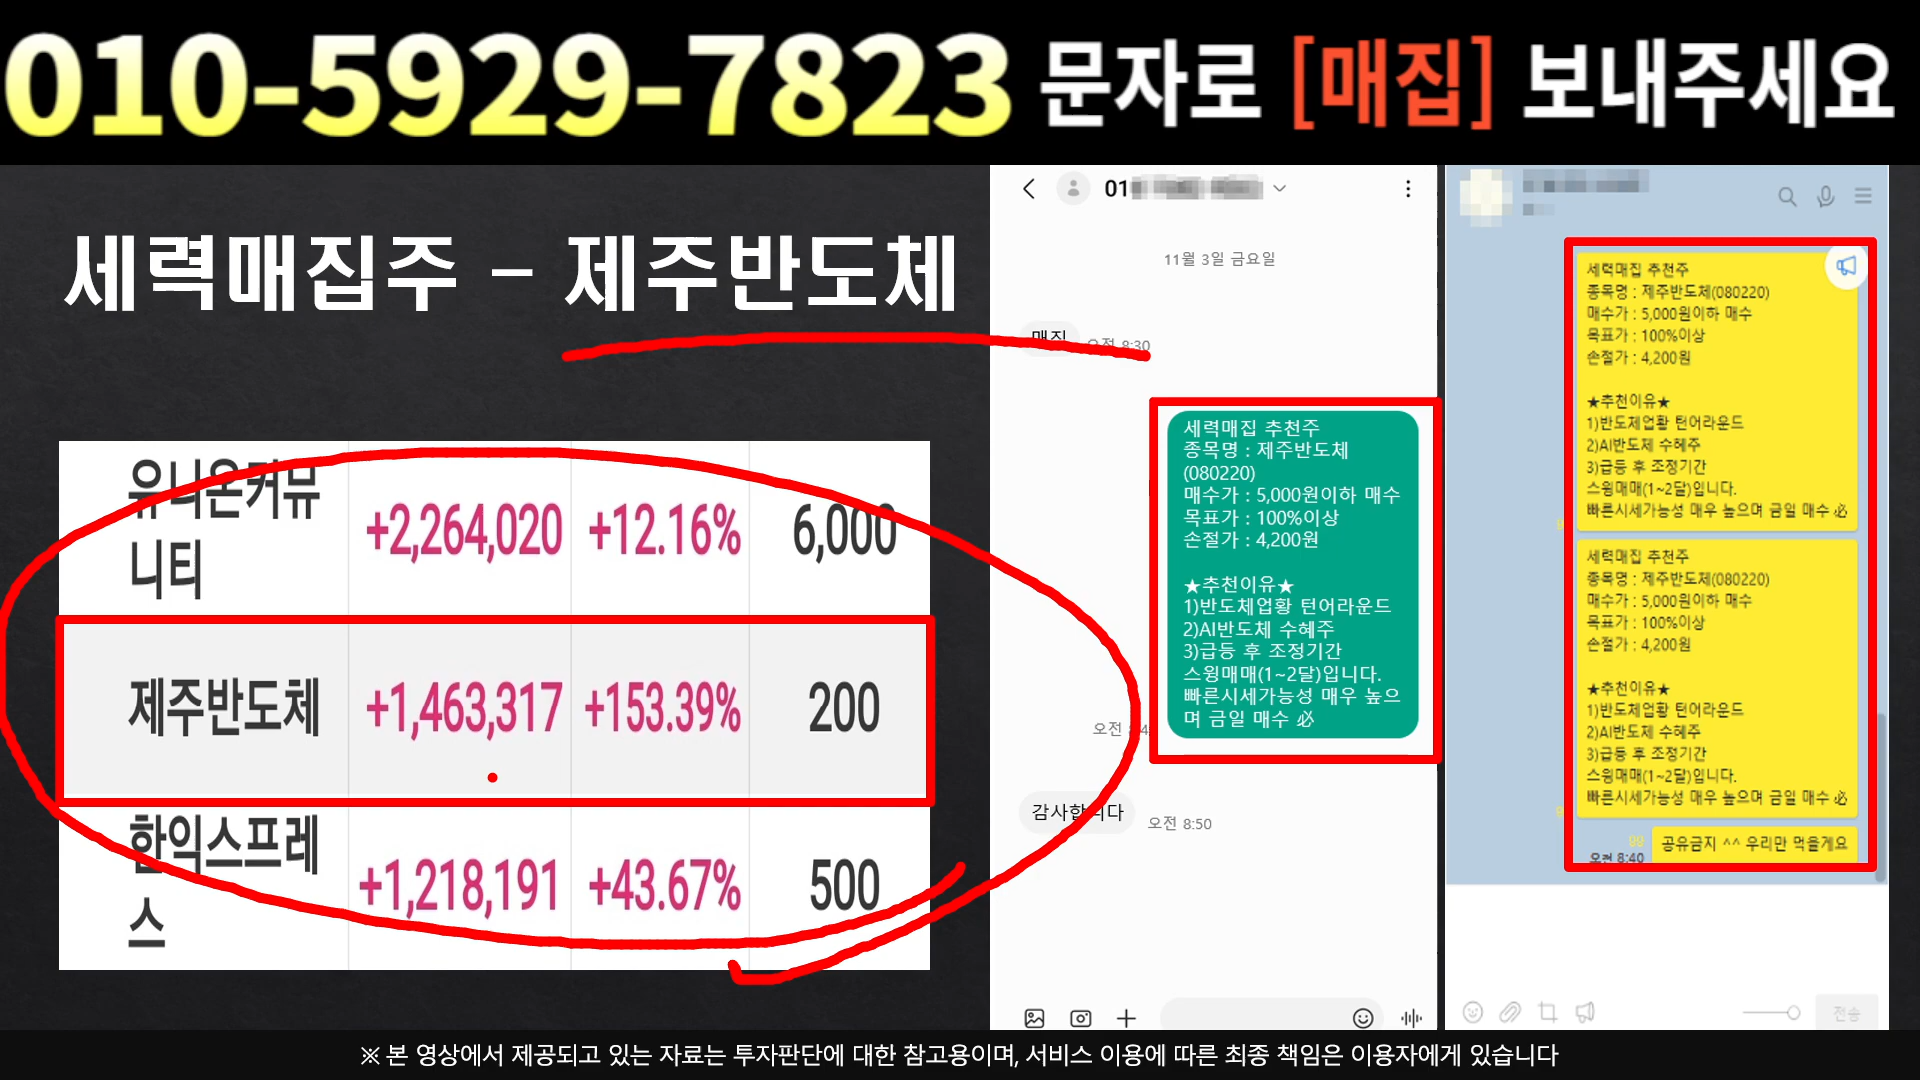 010-5929-7823 문자로 [매집] 보내주세요
세력매집주 - 제주반도체
유니온커뮤
니티
+2,264,020 +12.16% 6,000
제주반도체 +1,463,317 +153.39% 200
한익스프레
스
+1,218,191 +43.67% 500
01
11월 3일 금요일
매집 오전 8:30
세력매집 추천주
종목명 : 제주반도체
(080220)
매수가 : 5,000원이하 매수
목표가 : 100%이상
손절가 : 4,200원
★추천이유★
1)반도체업황 턴어라운드
2)AI반도체 수혜주
3)급등 후 조정기간
스윙매매(1~2달)입니다.
빠른시세가능성 매우 높으
며 금일 매수 必
오전
감사합니다 오전 8:50
세력매집 추천주
종목명 : 제주반도체(080220)
매수가 : 5,000원이하 매수
목표가 : 100%이상
손절가 : 4,200원
★추천이유★
1)반도체업황 턴어라운드
2)AI반도체 수혜주
3)급등 후 조정기간
스윙매매(1~2달)입니다.
빠른시세가능성 매우 높으며 금일 매수 必
세력매집 추천주
종목명 : 제주반도체(080220)
매수가 : 5,000원이하 매수
목표가 : 100%이상
손절가 : 4,200원
★추천이유★
1)반도체업황 턴어라운드
2)AI반도체 수혜주
3)급등 후 조정기간
스윙매매(1~2달)입니다.
빠른시세가능성 매우 높으며 금일 매수 必
오전 8:40 공유금지 ^^ 우리만 먹을게요
전송
※ 본 영상에서 제공되고 있는 자료는 투자판단에 대한 참고용이며, 서비스 이용에 따른 최종 책임은 이용자에게 있습니다